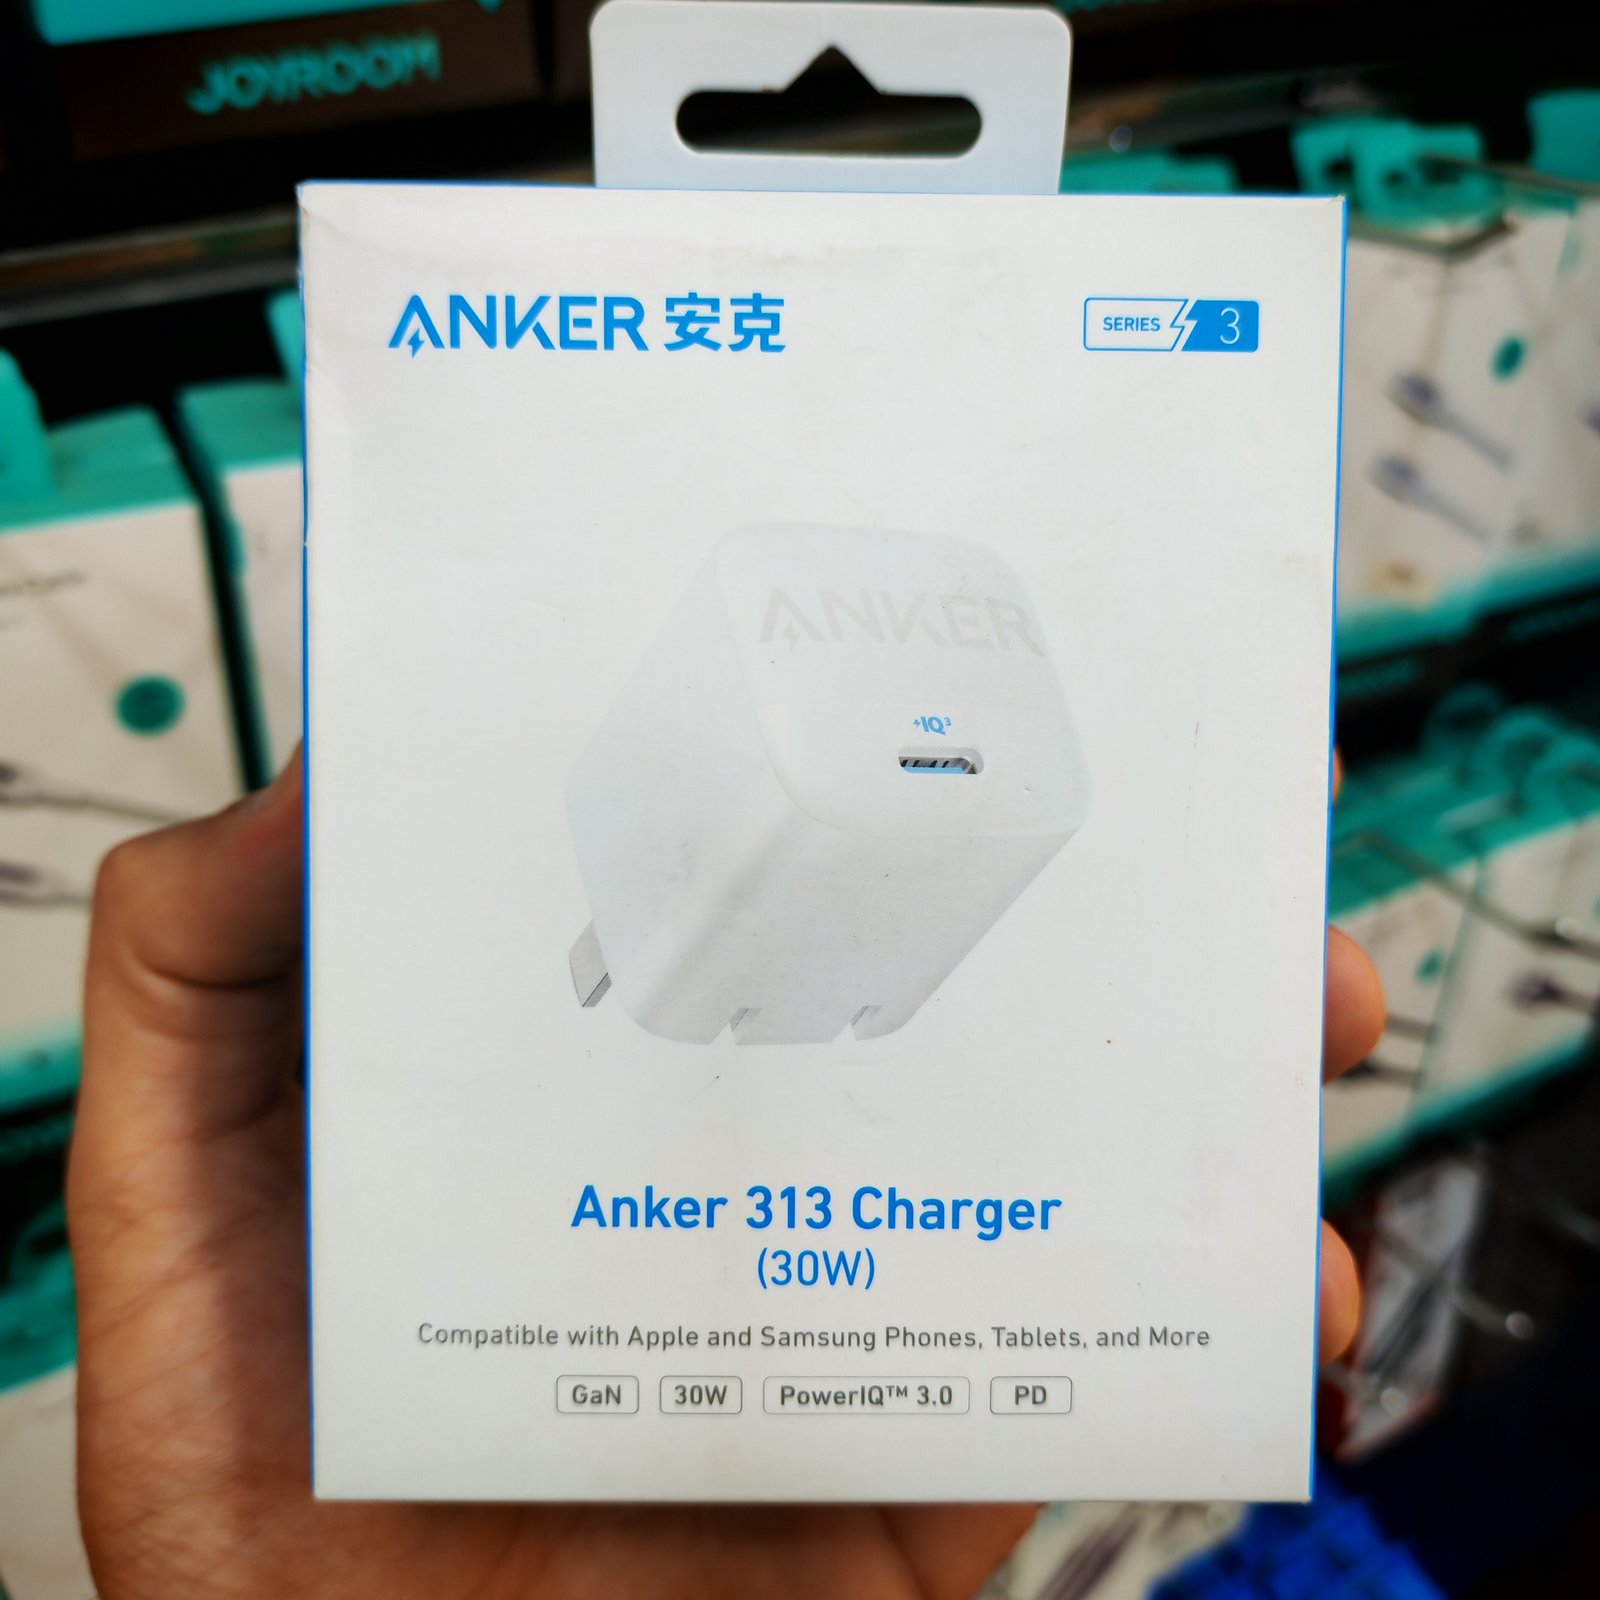 JOYROOM
ANKER 安克
SERIES 3
ANKER
IQ³
Anker 313 Charger
(30W)
Compatible with Apple and Samsung Phones, Tablets, and More
GaN 30W PowerIQ™ 3.0 PD